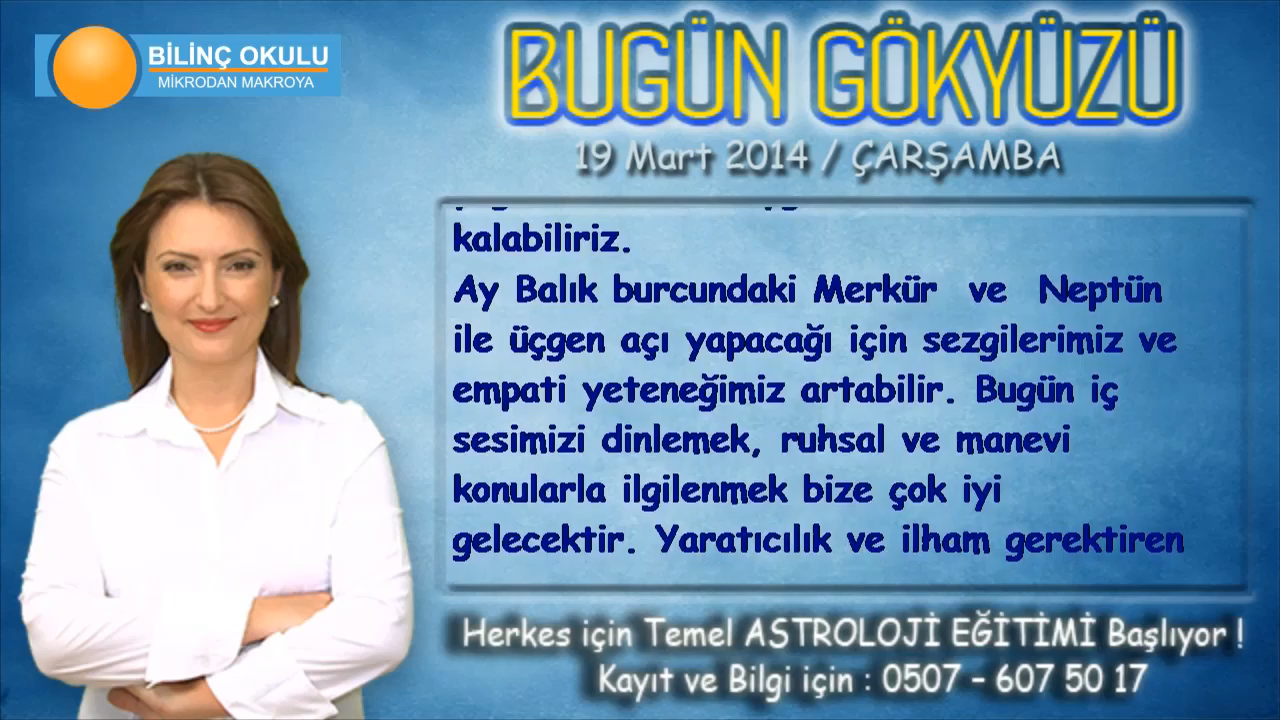 BİLİNÇ OKULU
MİKRODAN MAKROYA
BUGÜN GÖKYÜZÜ
19 Mart 2014 / ÇARŞAMBA
kalabiliriz.
Ay Balık burcundaki Merkür ve Neptün
ile üçgen açı yapacağı için sezgilerimiz ve
empati yeteneğimiz artabilir. Bugün iç
sesimizi dinlemek, ruhsal ve manevi
konularla ilgilenmek bize çok iyi
gelecektir. Yaratıcılık ve ilham gerektiren
Herkes için Temel ASTROLOJİ EĞİTİMİ Başlıyor !
Kayıt ve Bilgi için : 0507 - 607 50 17